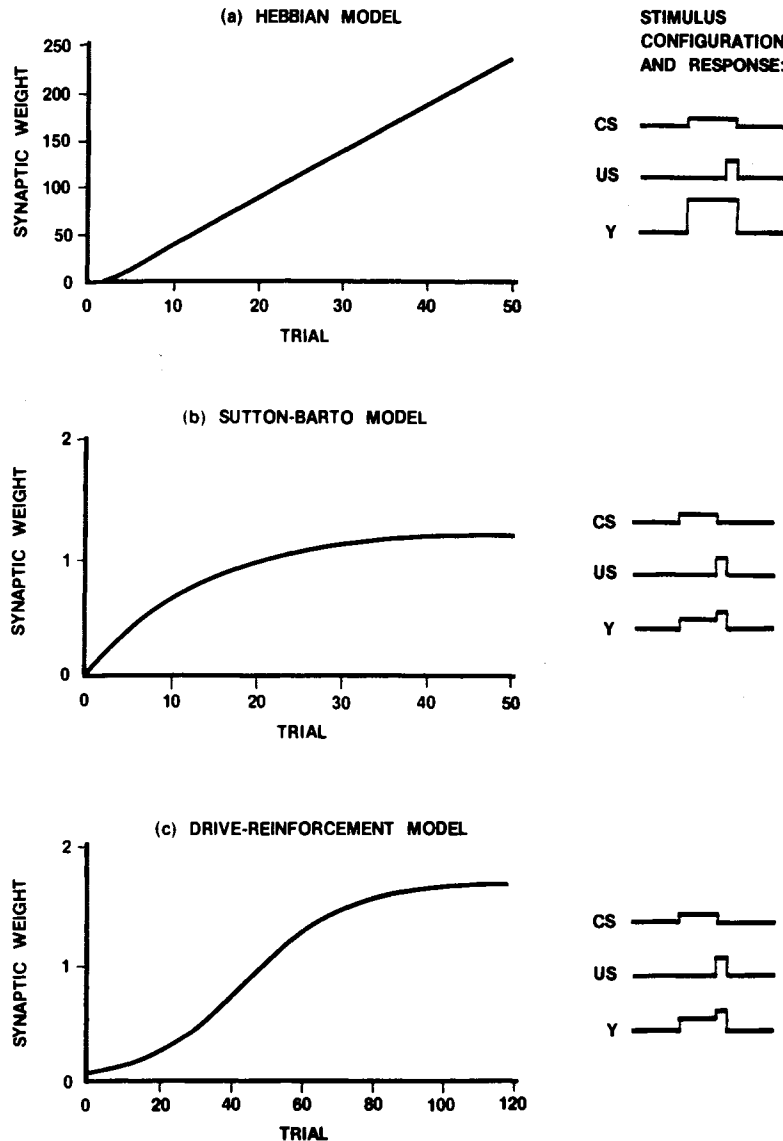 (a) HEBBIAN MODEL
STIMULUS
CONFIGURATION
AND RESPONSE:
SYNAPTIC WEIGHT
250
200
150
100
50
0
0 10 20 30 40 50
TRIAL
CS
US
Y
(b) SUTTON-BARTO MODEL
SYNAPTIC WEIGHT
2
1
0
0 10 20 30 40 50
TRIAL
CS
US
Y
(c) DRIVE-REINFORCEMENT MODEL
SYNAPTIC WEIGHT
2
1
0
0 20 40 60 80 100 120
TRIAL
CS
US
Y